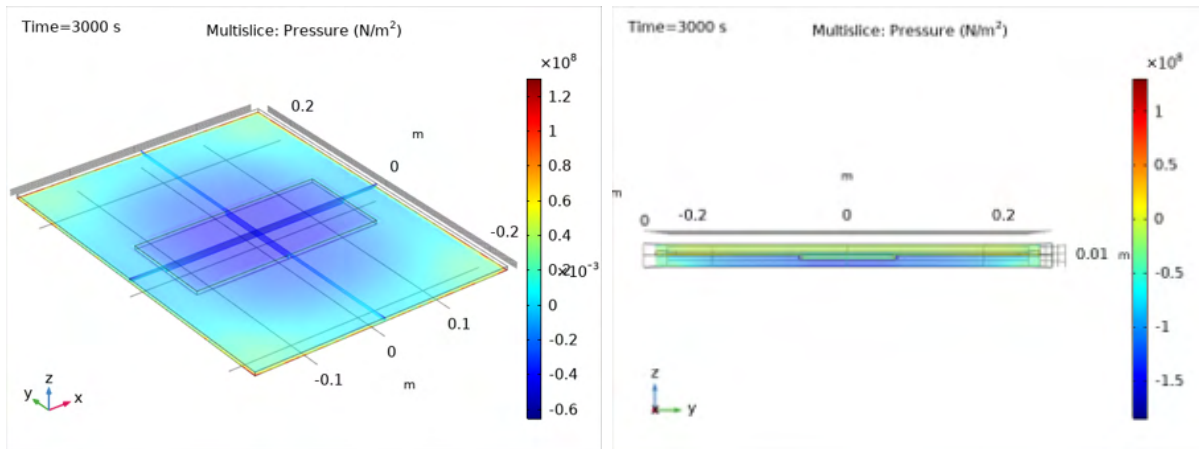 Time=3000 s
Multislice: Pressure (N/m²)
×10⁸
0.2
m
0
-0.2
×10⁻³
0.1
0
m
-0.1
1.2
1
0.8
0.6
0.4
0.2
0
-0.2
-0.4
-0.6
z
y
x
Time=3000 s
Multislice: Pressure (N/m²)
×10⁸
m
m
0
-0.2
0
0.2
0.01
m
1
0.5
0
-0.5
-1
-1.5
z
x
y